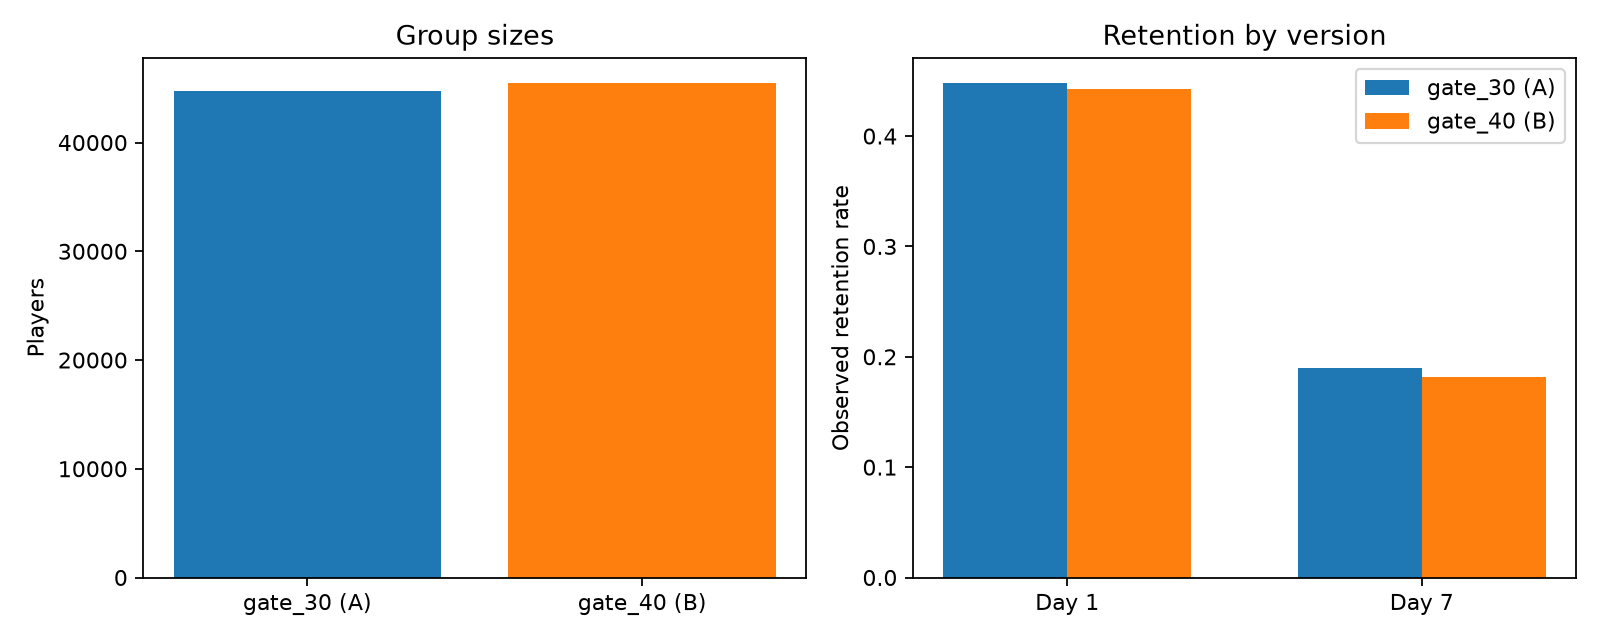 Group sizes
Players
40000
30000
20000
10000
0
gate_30 (A)
gate_40 (B)
Retention by version
Observed retention rate
0.4
0.3
0.2
0.1
0.0
Day 1
Day 7
gate_30 (A)
gate_40 (B)